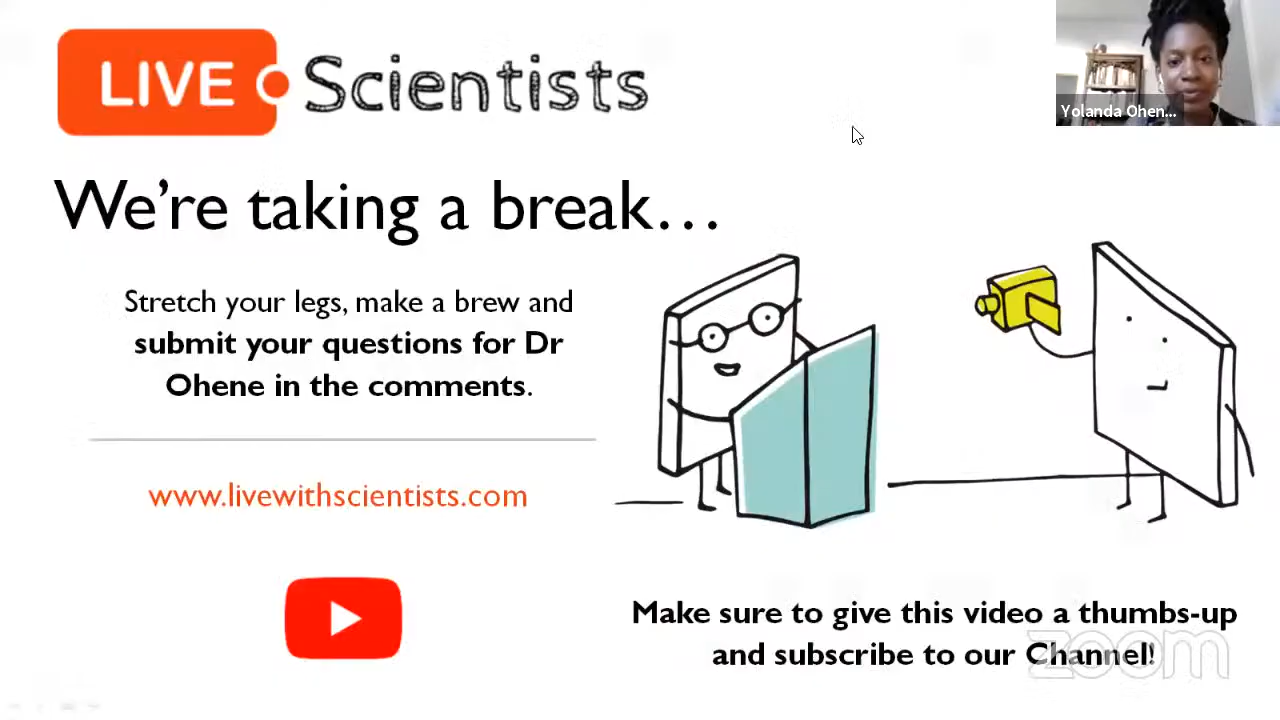 LIVE Scientists
Yolanda Ohen...
We're taking a break...
Stretch your legs, make a brew and
submit your questions for Dr
Ohene in the comments.
www.livewithscientists.com
Make sure to give this video a thumbs-up
and subscribe to our Channel!
zoom